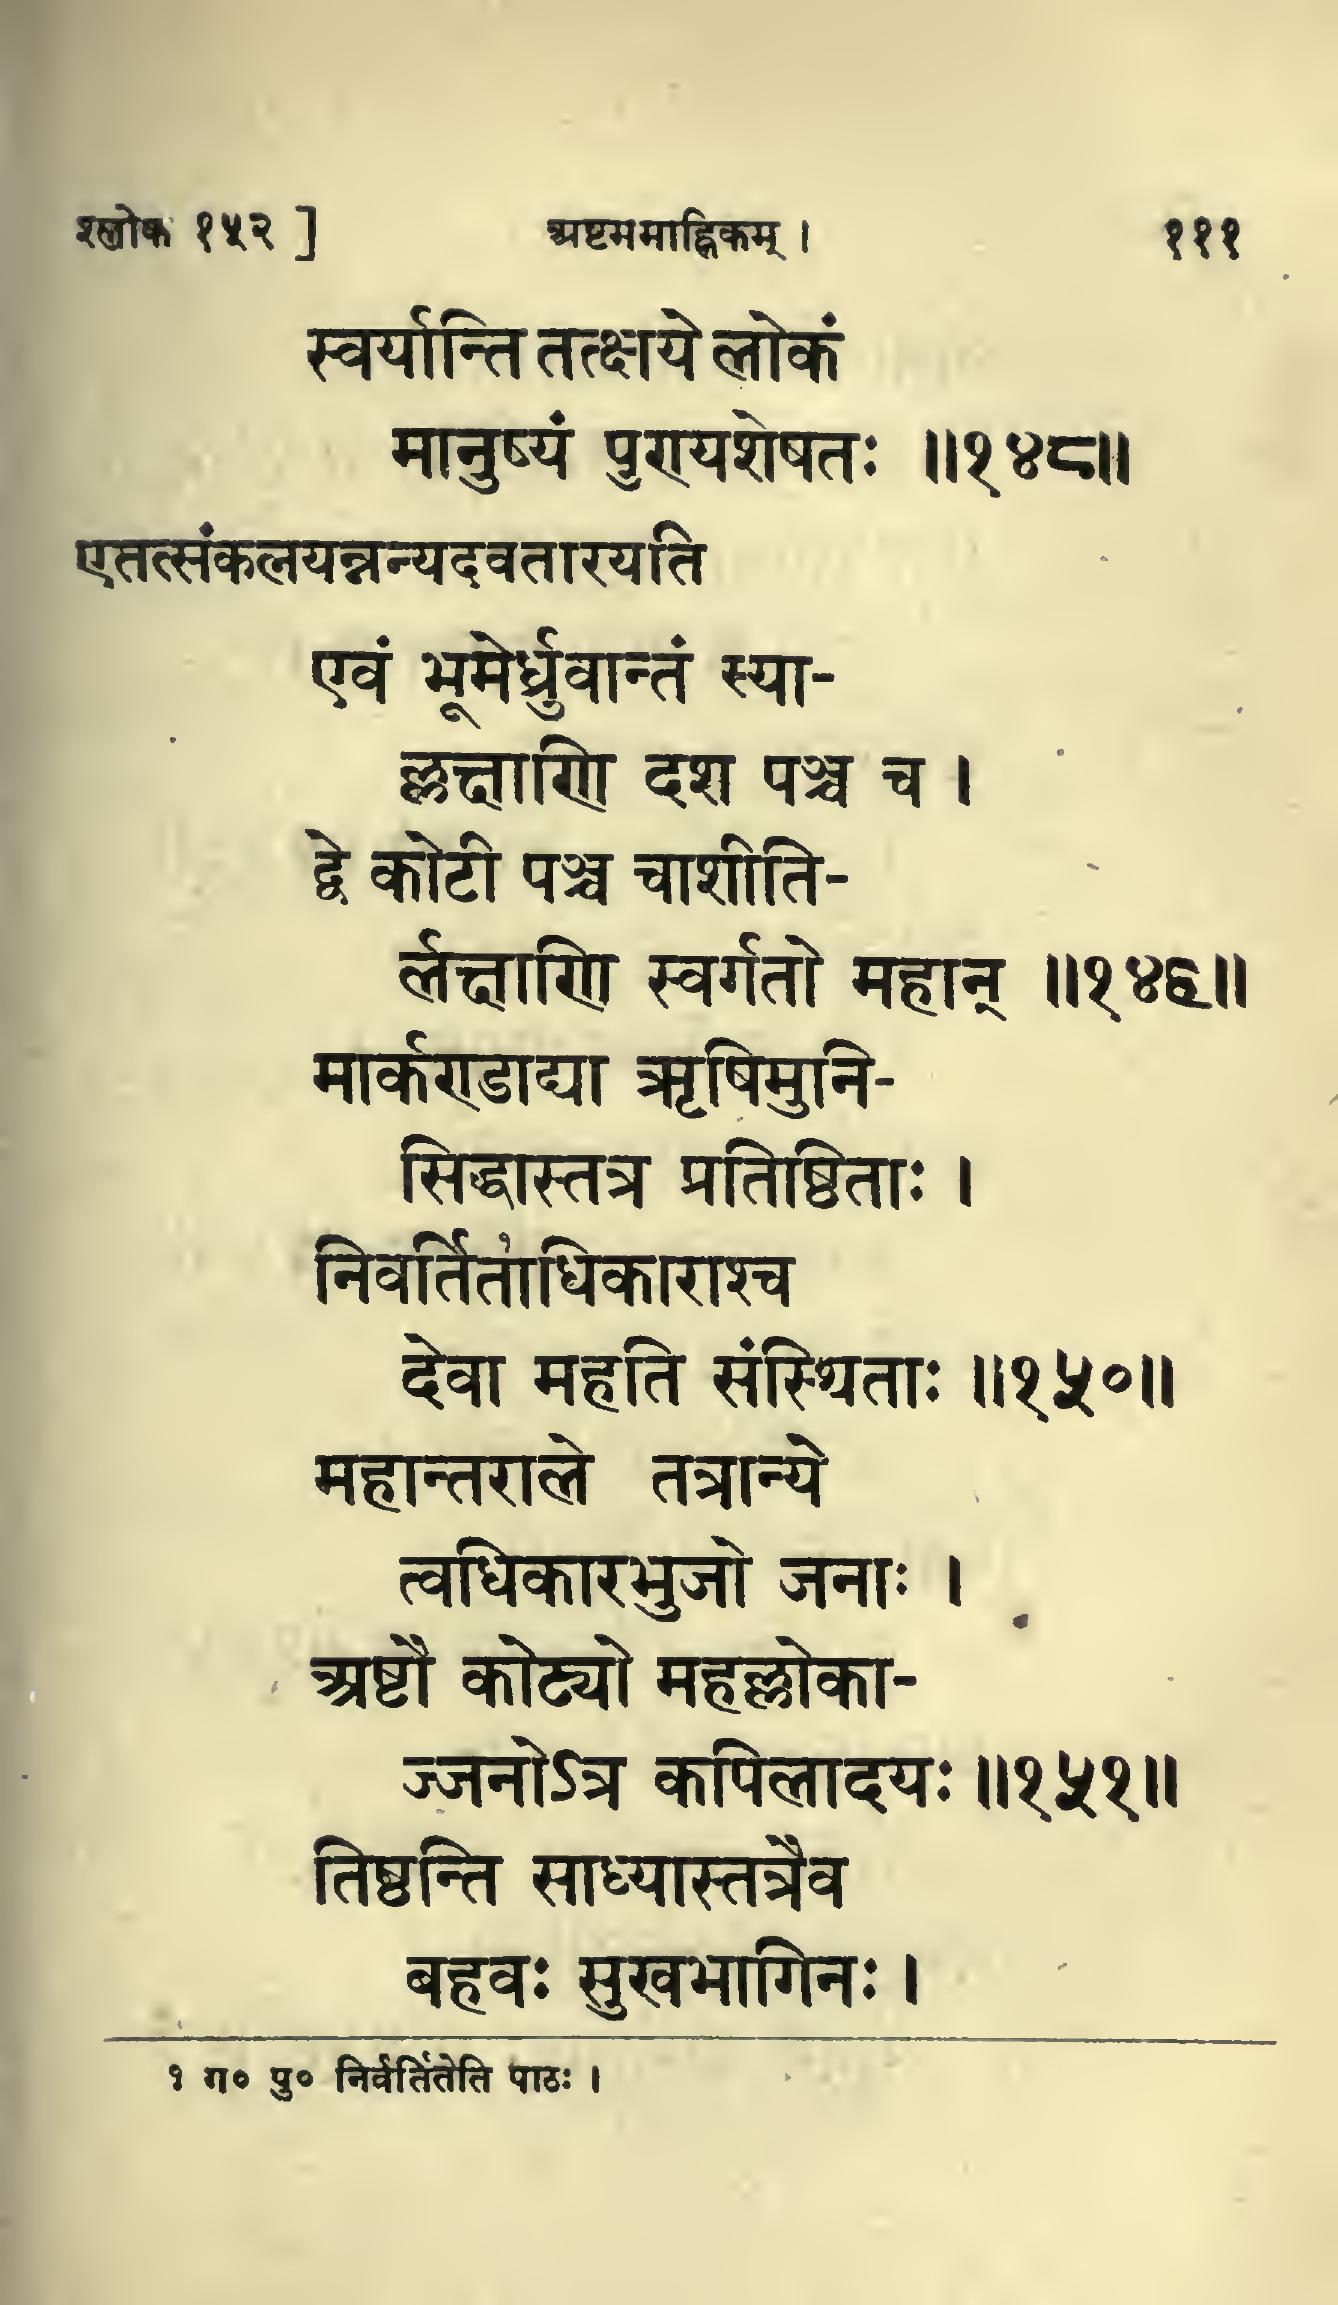 श्लोक १५२ ] अष्टममाह्निकम् । १११
स्वर्यान्ति तत्क्षये लोकं
मानुष्यं पुण्यशेषतः ॥१४८॥
एतत्संकलयन्नन्यदवतारयति
एवं भूमेर्ध्रुवान्तं स्या-
ल्लक्षाणि दश पञ्च च ।
द्वे कोटी पञ्च चाशीति-
र्लक्षाणि स्वर्गतो महान् ॥१४९॥
मार्कण्डाद्या ऋषिमुनि-
सिद्धास्तत्र प्रतिष्ठिताः ।
निवर्तिता१धिकाराश्च
देवा महति संस्थिताः ॥१५०॥
महान्तराले तत्रान्ये
त्वधिकारभुजो जनाः ।
अष्टौ कोट्यो महल्लोका-
ज्जनोऽत्र कपिलादयः ॥१५१॥
तिष्ठन्ति साध्यास्तत्रैव
बहवः सुखभागिनः ।
१ ग० पु० निर्वर्तितेति पाठः ।